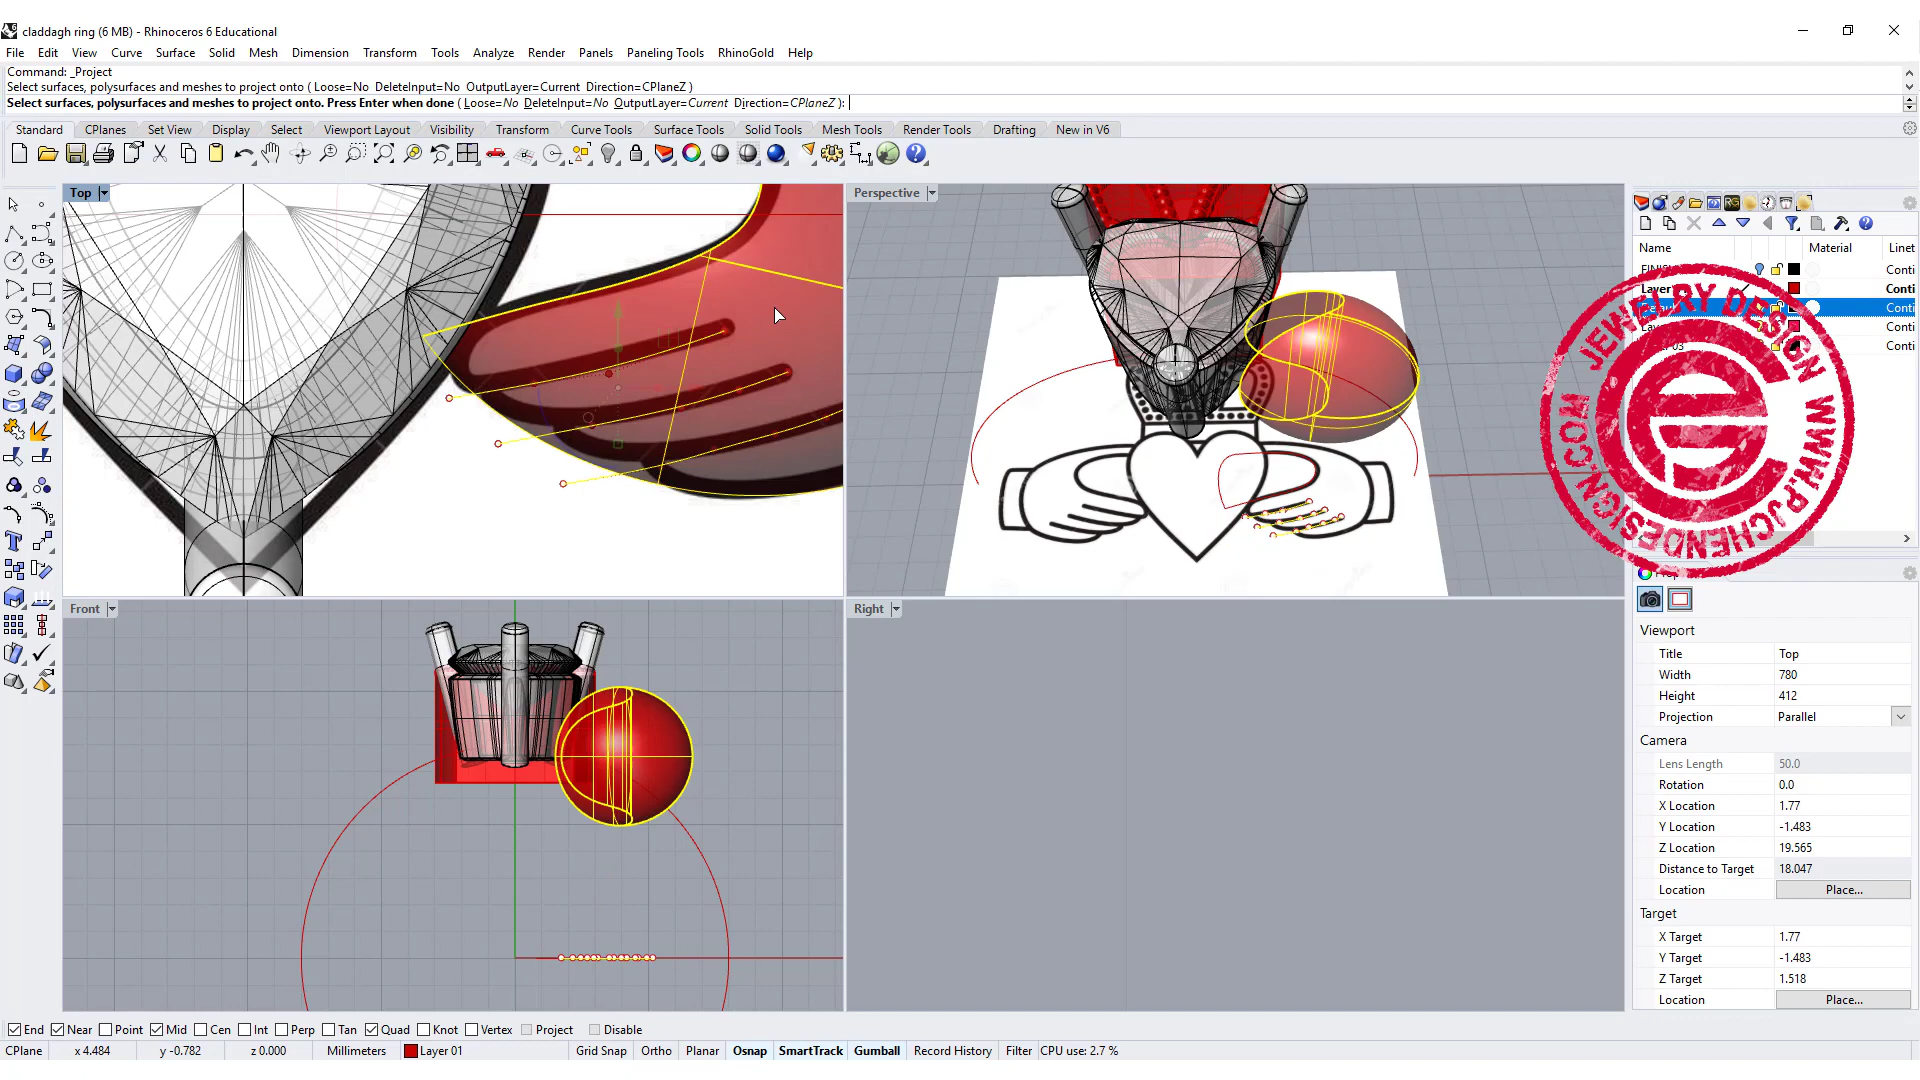 claddagh ring (6 MB) - Rhinoceros 6 Educational
File Edit View Curve Surface Solid Mesh Dimension Transform Tools Analyze Render Panels Paneling Tools RhinoGold Help
Command: _Project
Select surfaces, polysurfaces and meshes to project onto ( Loose=No DeleteInput=No OutputLayer=Current Direction=CPlaneZ )
Select surfaces, polysurfaces and meshes to project onto. Press Enter when done ( Loose=No DeleteInput=No OutputLayer=Current Direction=CPlaneZ ):
Standard CPlanes Set View Display Select Viewport Layout Visibility Transform Curve Tools Surface Tools Solid Tools Mesh Tools Render Tools Drafting New in V6
Top
Perspective
Name Material Linet
Conti
Layer Conti
Conti
Conti
03 Conti
JEWELRY DESIGN
WWW.PJCHENDESIGN.COM
Front
Right
Viewport
Title Top
Width 780
Height 412
Projection Parallel
Camera
Lens Length 50.0
Rotation 0.0
X Location 1.77
Y Location -1.483
Z Location 19.565
Distance to Target 18.047
Location Place...
Target
X Target 1.77
Y Target -1.483
Z Target 1.518
Location Place...
End Near Point Mid Cen Int Perp Tan Quad Knot Vertex Project Disable
CPlane x 4.484 y -0.782 z 0.000 Millimeters Layer 01 Grid Snap Ortho Planar Osnap SmartTrack Gumball Record History Filter CPU use: 2.7 %